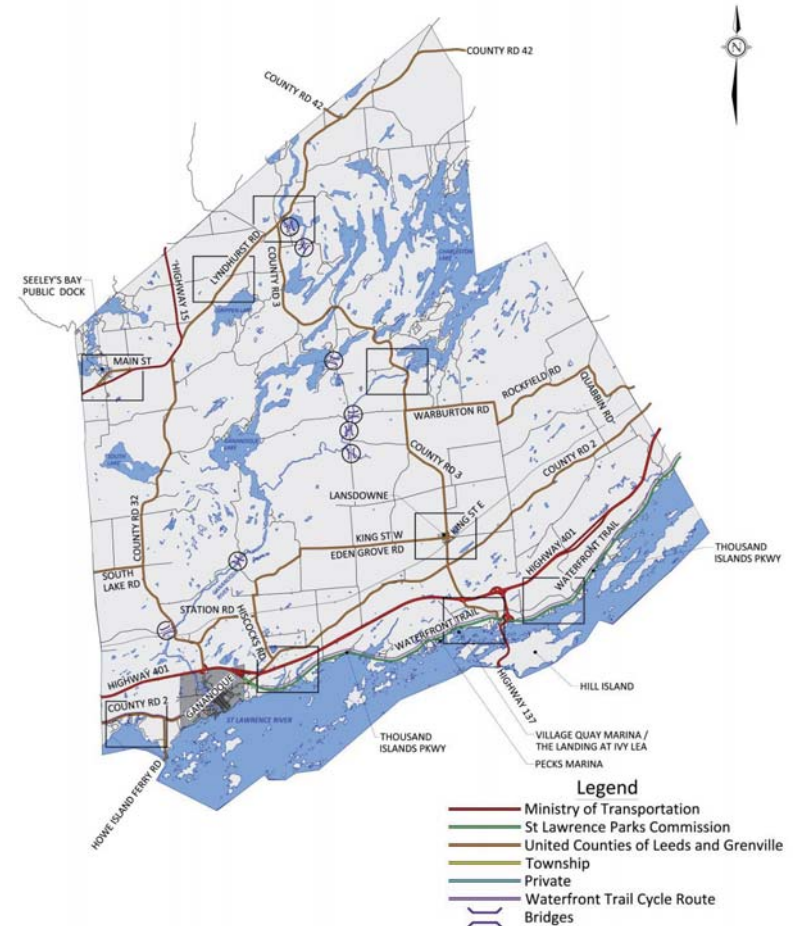 N
COUNTY RD 42
COUNTY RD 42
LYNDHURST RD
COUNTY RD 3
CHARLESTON
LAKE
HIGHWAY 15
SEELEY'S BAY
PUBLIC DOCK
MAIN ST
ROCKFIELD RD
QUABBIN RD
WARBURTON RD
COUNTY RD 3
COUNTY RD 2
GANANOQUE
LAKE
LANSDOWNE
KING ST E
KING ST W
EDEN GROVE RD
COUNTY RD 32
SOUTH
LAKE RD
STATION RD
HISCOCKS RD
HIGHWAY 401
WATERFRONT TRAIL
THOUSAND
ISLANDS PKWY
WATERFRONT TRAIL
HIGHWAY 401
COUNTY RD 2
GANANOQUE
ST LAWRENCE RIVER
HIGHWAY 137
HILL ISLAND
THOUSAND
ISLANDS PKWY
VILLAGE QUAY MARINA /
THE LANDING AT IVY LEA
PECKS MARINA
HOWE ISLAND FERRY RD
Legend
Ministry of Transportation
St Lawrence Parks Commission
United Counties of Leeds and Grenville
Township
Private
Waterfront Trail Cycle Route
Bridges